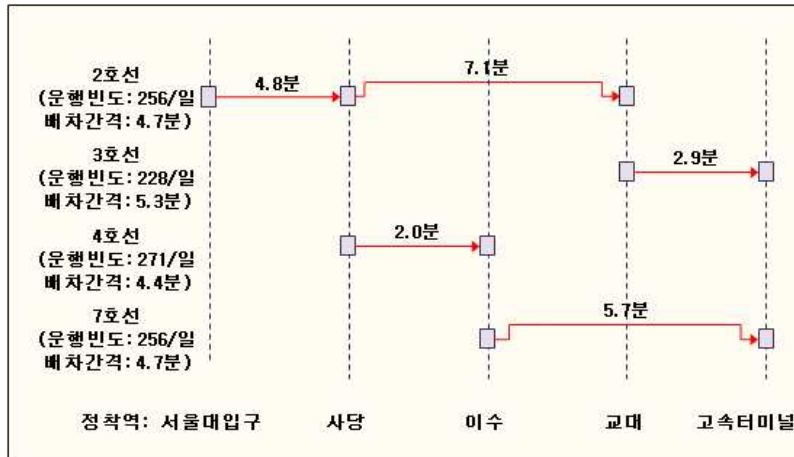 2호선
(운행빈도:256/일
배차간격:4.7분)
4.8분
7.1분
3호선
(운행빈도:228/일
배차간격:5.3분)
2.9분
4호선
(운행빈도:271/일
배차간격:4.4분)
2.0분
7호선
(운행빈도:256/일
배차간격:4.7분)
5.7분
정착역: 서울대입구 사당 이수 교대 고속터미널